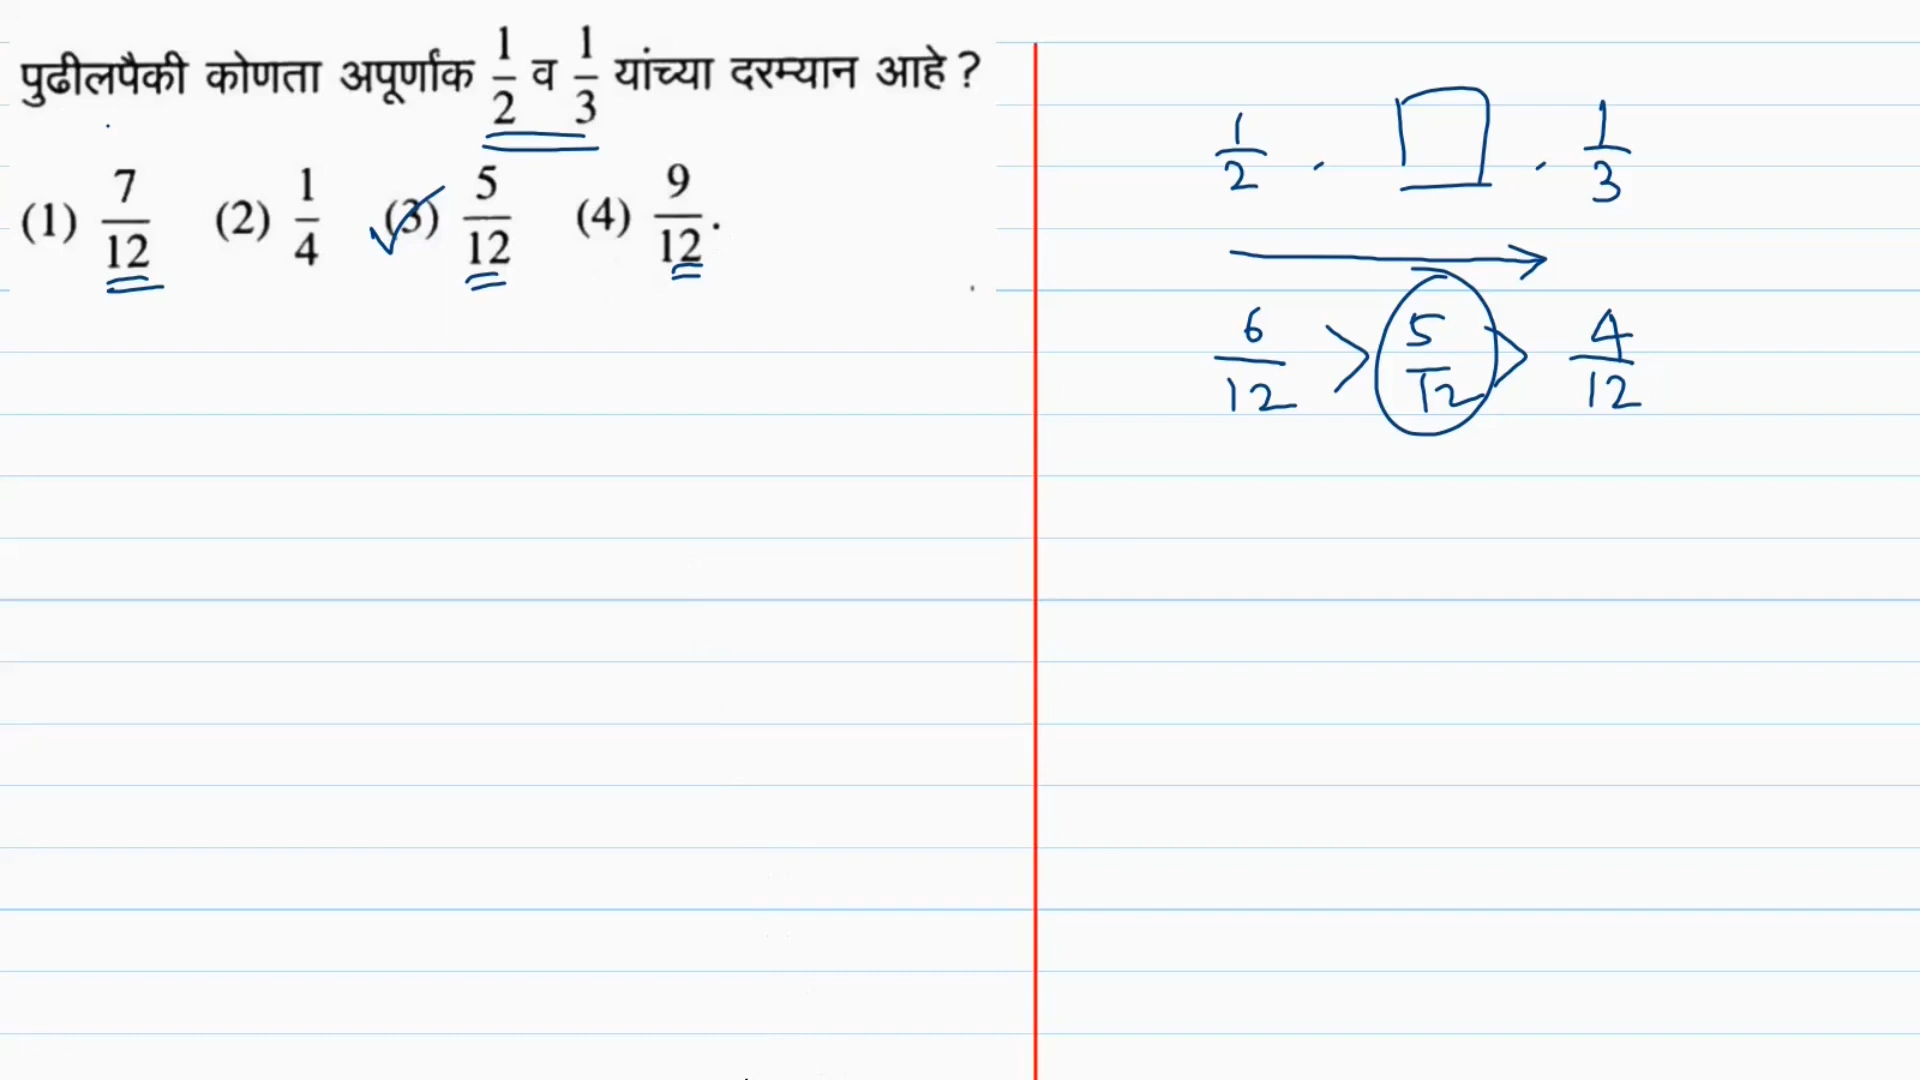 पुढीलपैकी कोणता अपूर्णांक 1/2 व 1/3 यांच्या दरम्यान आहे ?
(1) 7/12 (2) 1/4 (3) 5/12 (4) 9/12.
1/2 . □ . 1/3
6/12 > 5/12 > 4/12